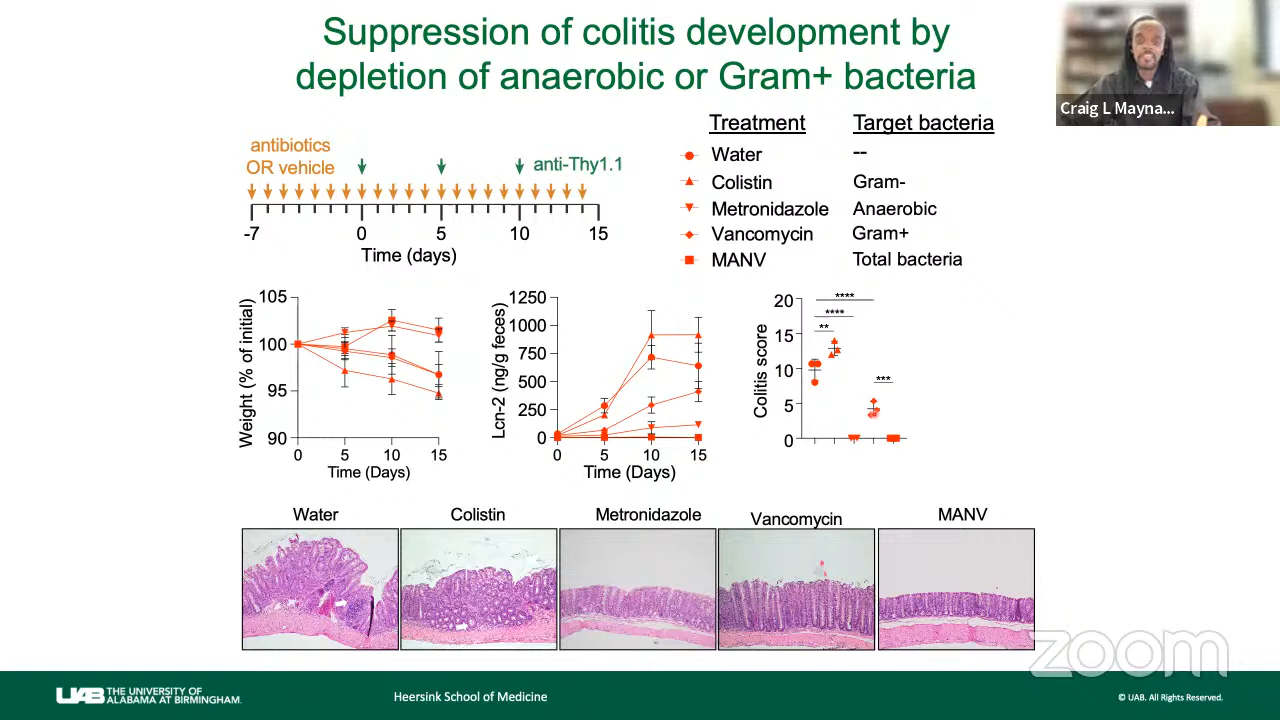 Suppression of colitis development by
depletion of anaerobic or Gram+ bacteria
Craig L Mayna...
antibiotics
OR vehicle
anti-Thy1.1
-7 0 5 10 15
Time (days)
Treatment Target bacteria
Water --
Colistin Gram-
Metronidazole Anaerobic
Vancomycin Gram+
MANV Total bacteria
Weight (% of initial)
105
100
95
90
0 5 10 15
Time (Days)
Lcn-2 (ng/g feces)
1250
1000
750
500
250
0
0 5 10 15
Time (Days)
Colitis score
20
15
10
5
0
****
****
**
***
Water Colistin Metronidazole Vancomycin MANV
zoom
UAB THE UNIVERSITY OF
ALABAMA AT BIRMINGHAM.
Heersink School of Medicine
© UAB. All Rights Reserved.